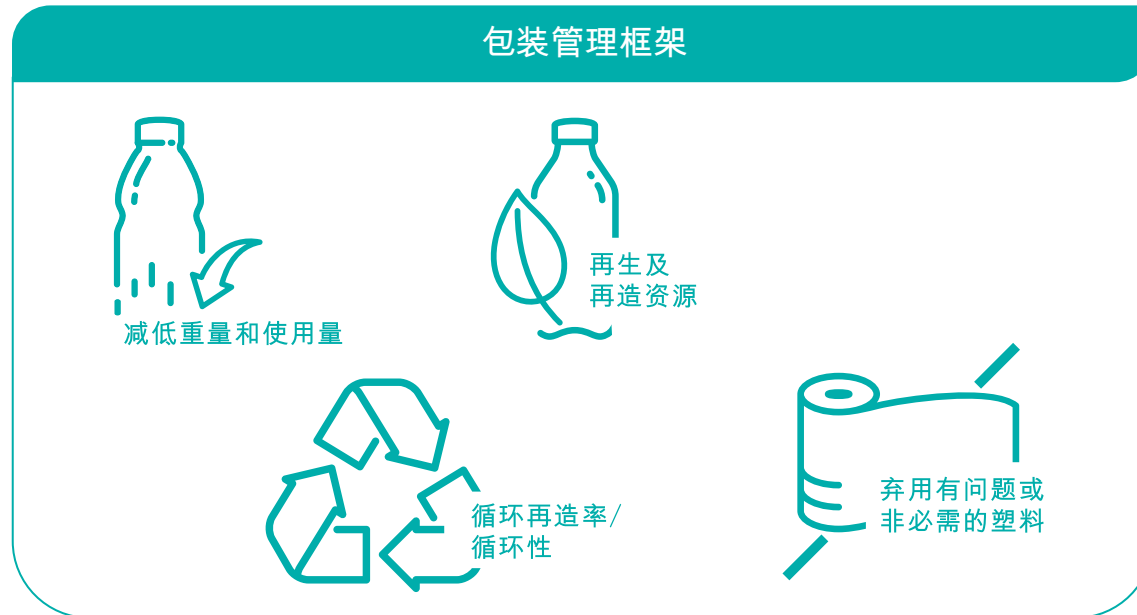 包装管理框架
减低重量和使用量
再生及
再造资源
循环再造率/
循环性
弃用有问题或
非必需的塑料